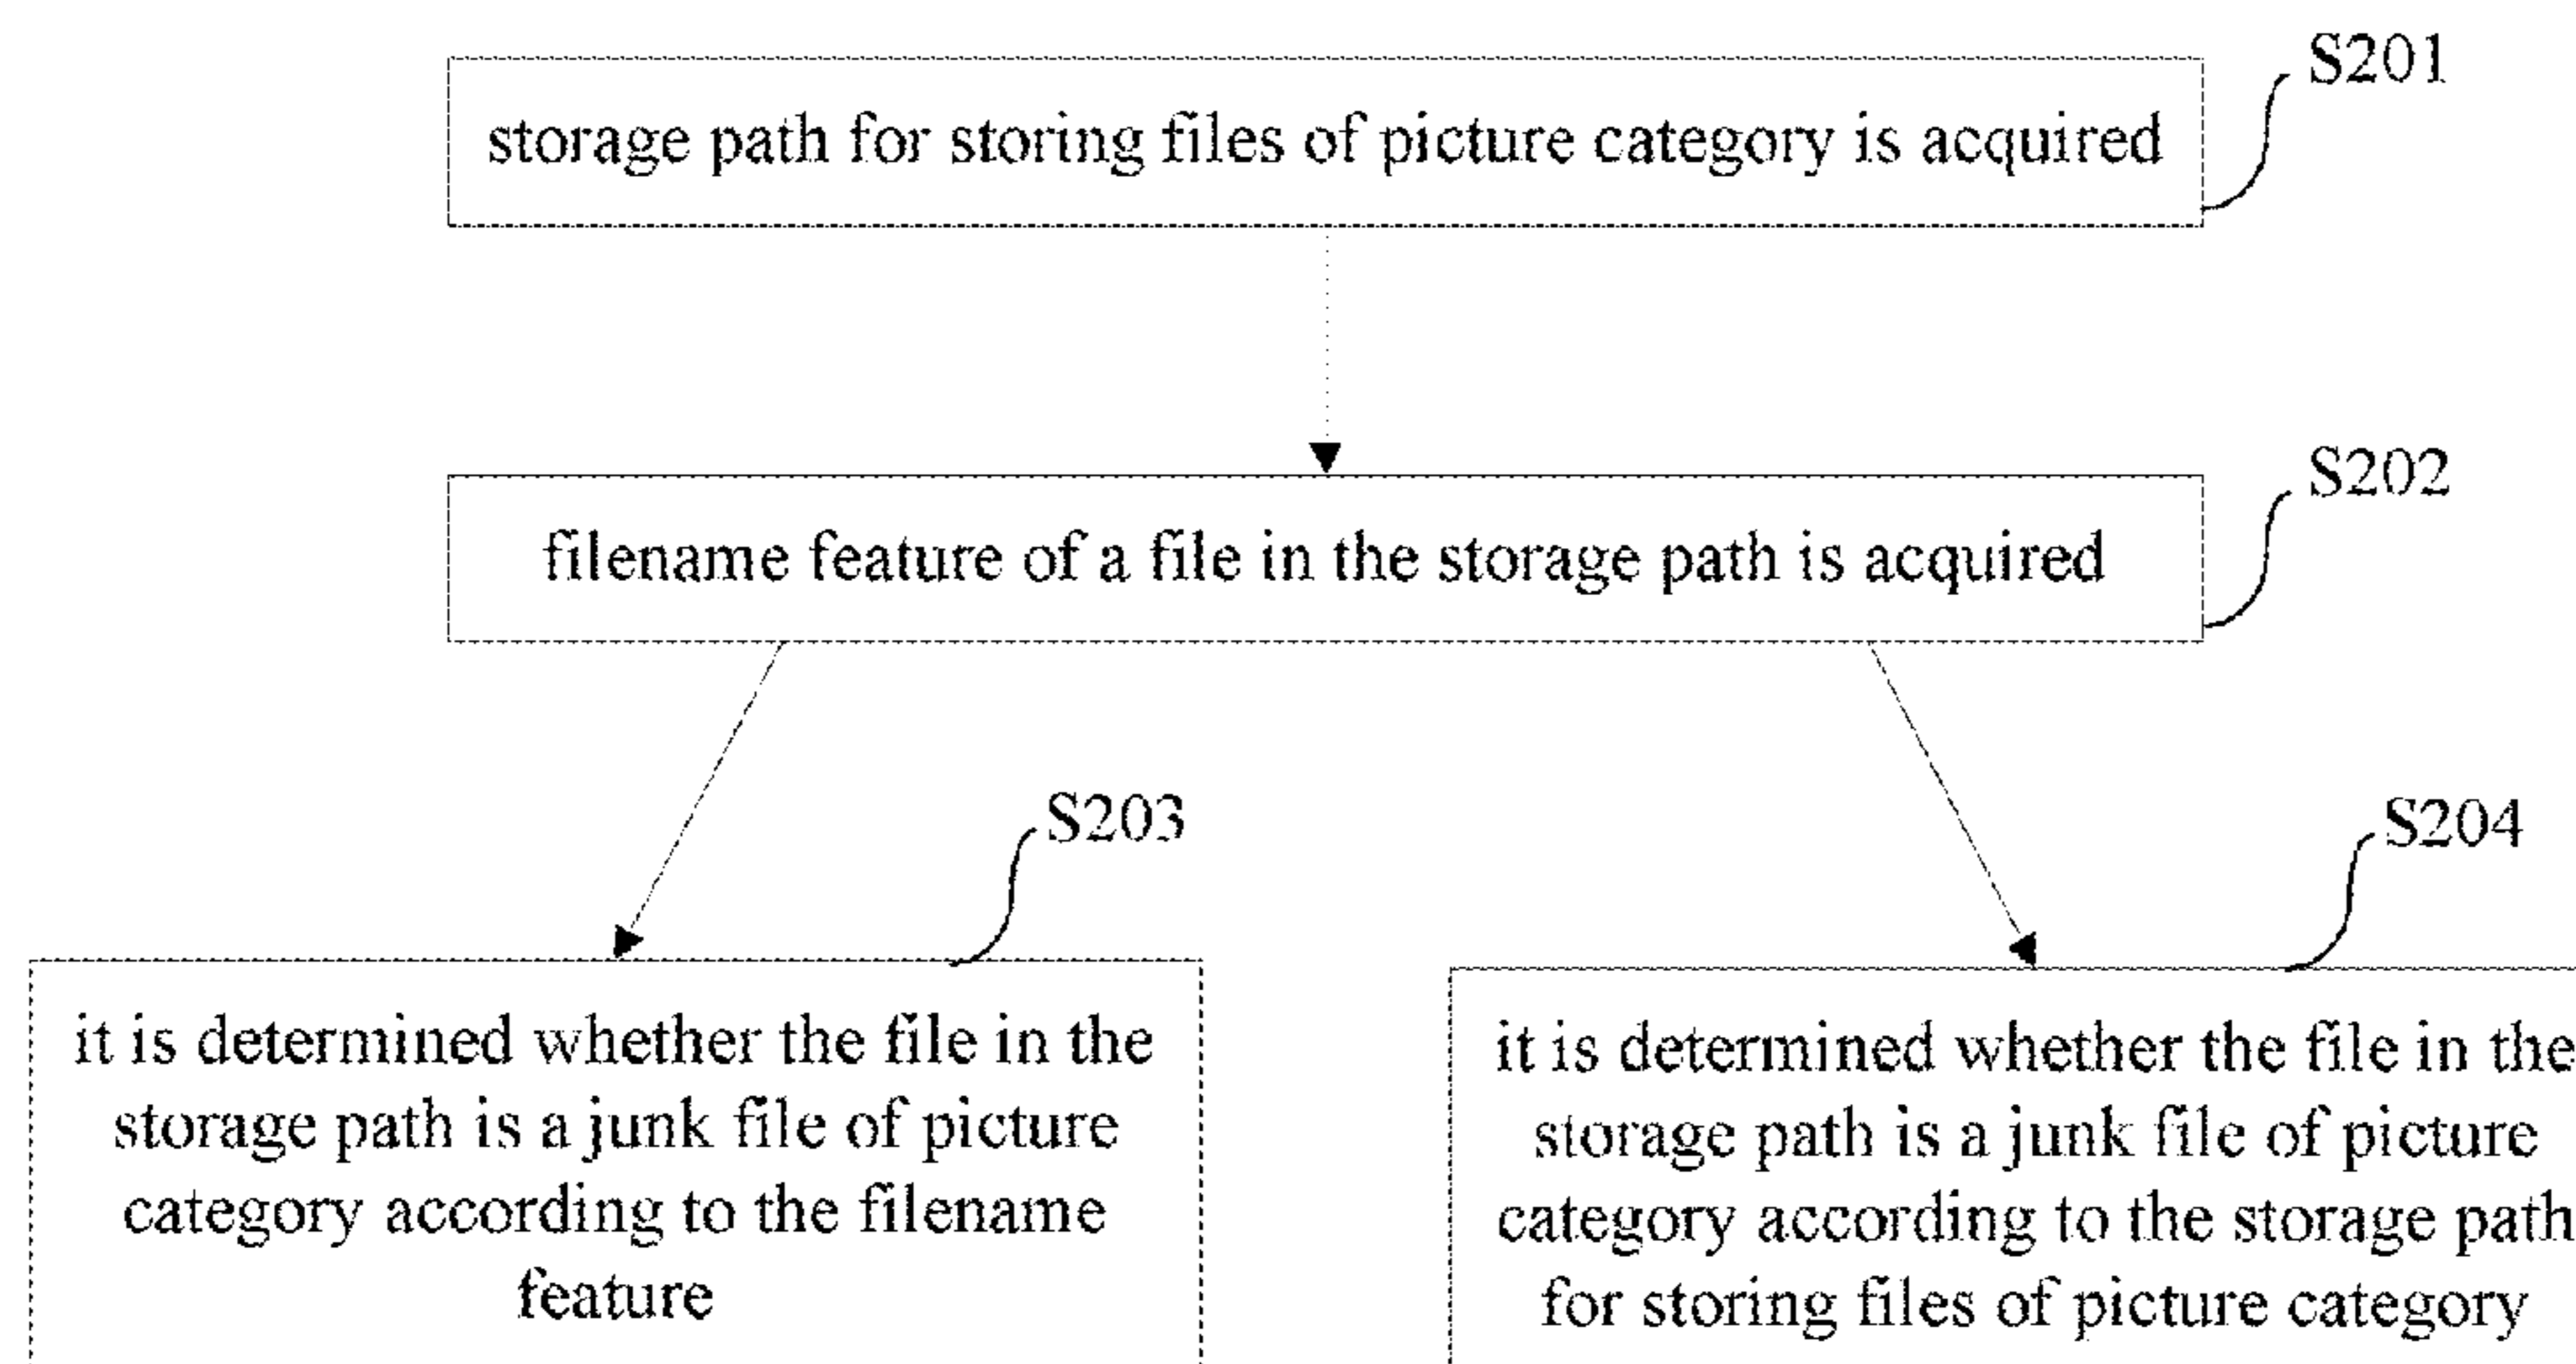 S201
storage path for storing files of picture category is acquired
S202
filename feature of a file in the storage path is acquired
S203
it is determined whether the file in the
storage path is a junk file of picture
category according to the filename
feature
S204
it is determined whether the file in the
storage path is a junk file of picture
category according to the storage path
for storing files of picture category